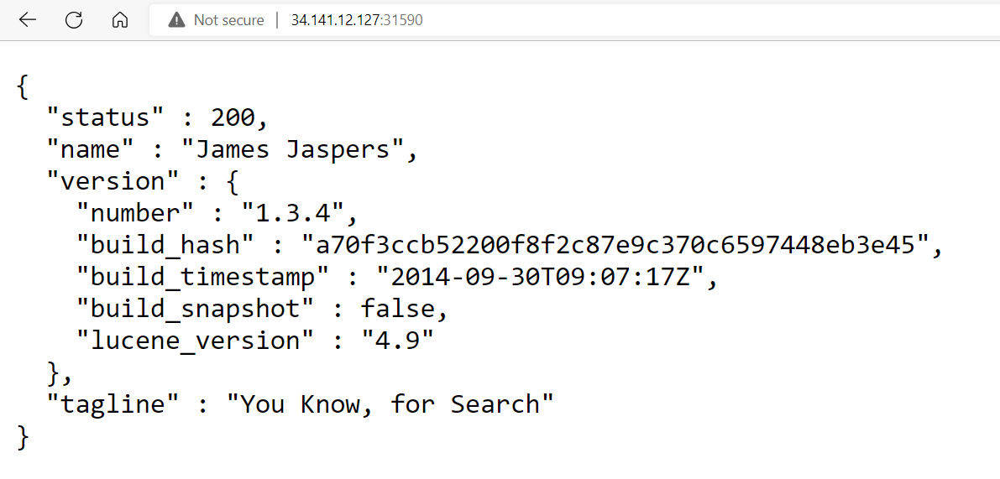 Not secure | 34.141.12.127:31590
{
"status" : 200,
"name" : "James Jaspers",
"version" : {
"number" : "1.3.4",
"build_hash" : "a70f3ccb52200f8f2c87e9c370c6597448eb3e45",
"build_timestamp" : "2014-09-30T09:07:17Z",
"build_snapshot" : false,
"lucene_version" : "4.9"
},
"tagline" : "You Know, for Search"
}